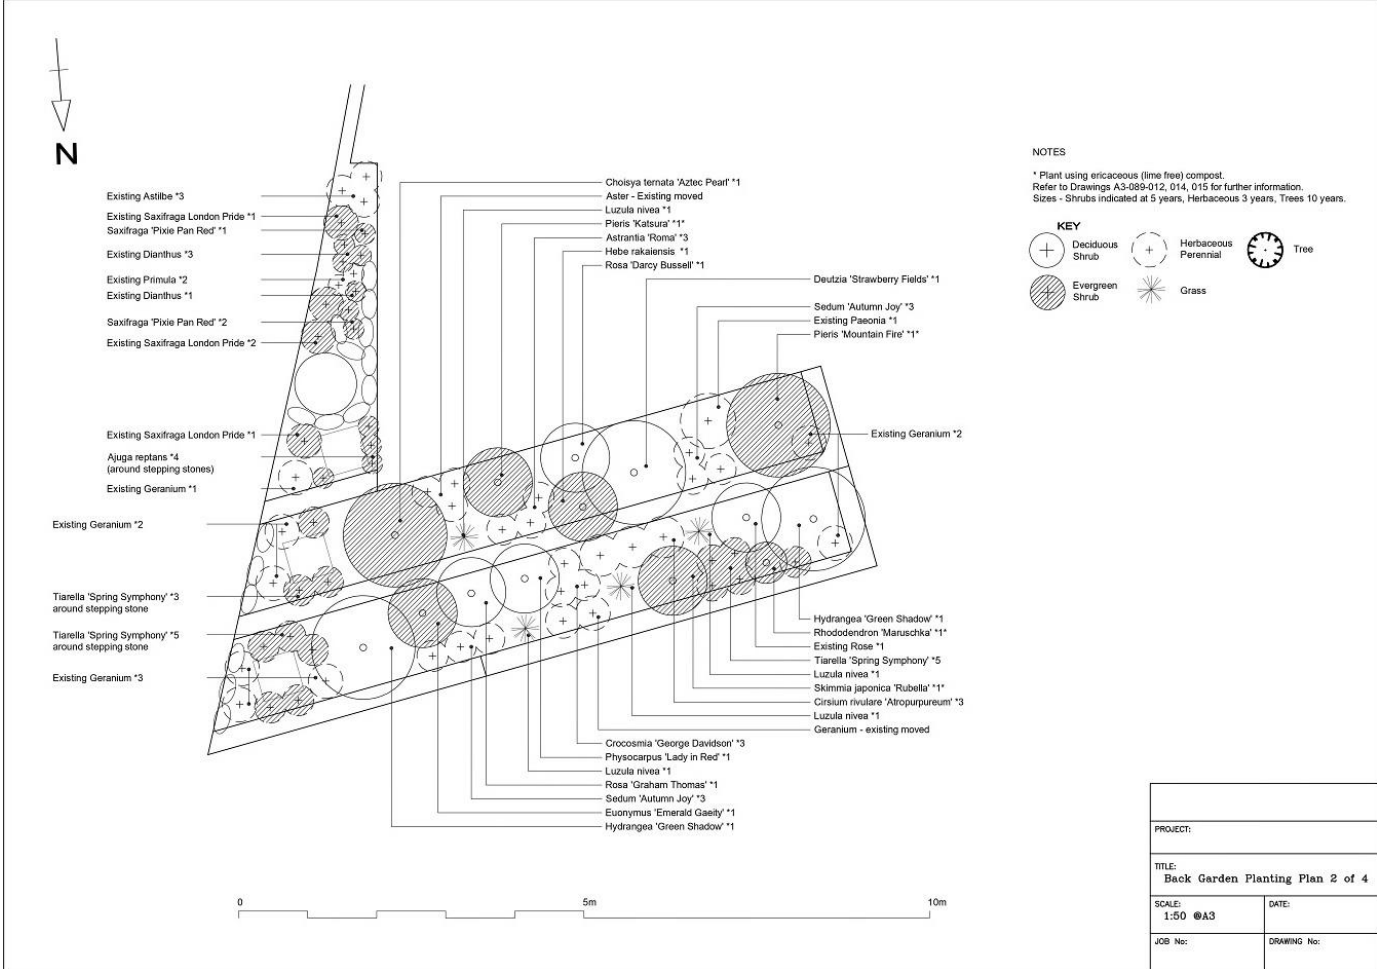 N
Existing Astilbe *3
Existing Saxifraga London Pride *1
Saxifraga 'Pixie Pan Red' *1
Existing Dianthus *3
Existing Primula *2
Existing Dianthus *1
Saxifraga 'Pixie Pan Red' *2
Existing Saxifraga London Pride *2
Existing Saxifraga London Pride *1
Ajuga reptans *4
(around stepping stones)
Existing Geranium *1
Existing Geranium *2
Tiarella 'Spring Symphony' *3
around stepping stone
Tiarella 'Spring Symphony' *5
around stepping stone
Existing Geranium *3
Choisya ternata 'Aztec Pearl' *1
Aster - Existing moved
Luzula nivea *1
Pieris 'Katsura' *1*
Astrantia 'Roma' *3
Hebe rakaiensis *1
Rosa 'Darcy Bussell' *1
Deutzia 'Strawberry Fields' *1
Sedum 'Autumn Joy' *3
Existing Paeonia *1
Pieris 'Mountain Fire' *1*
Existing Geranium *2
Hydrangea 'Green Shadow' *1
Rhododendron 'Maruschka' *1*
Existing Rose *1
Tiarella 'Spring Symphony' *5
Luzula nivea *1
Skimmia japonica 'Rubella' *1*
Cirsium rivulare 'Atropurpureum' *3
Luzula nivea *1
Geranium - existing moved
Crocosmia 'George Davidson' *3
Physocarpus 'Lady in Red' *1
Luzula nivea *1
Rosa 'Graham Thomas' *1
Sedum 'Autumn Joy' *3
Euonymus 'Emerald Gaeity' *1
Hydrangea 'Green Shadow' *1
NOTES
* Plant using ericaceous (lime free) compost.
Refer to Drawings A3-089-012, 014, 015 for further information.
Sizes - Shrubs indicated at 5 years, Herbaceous 3 years, Trees 10 years.
KEY
Deciduous
Shrub
Herbaceous
Perennial
Tree
Evergreen
Shrub
Grass
0 5m 10m
PROJECT:
TITLE:
Back Garden Planting Plan 2 of 4
SCALE: DATE:
1:50 @A3
JOB No: DRAWING No: